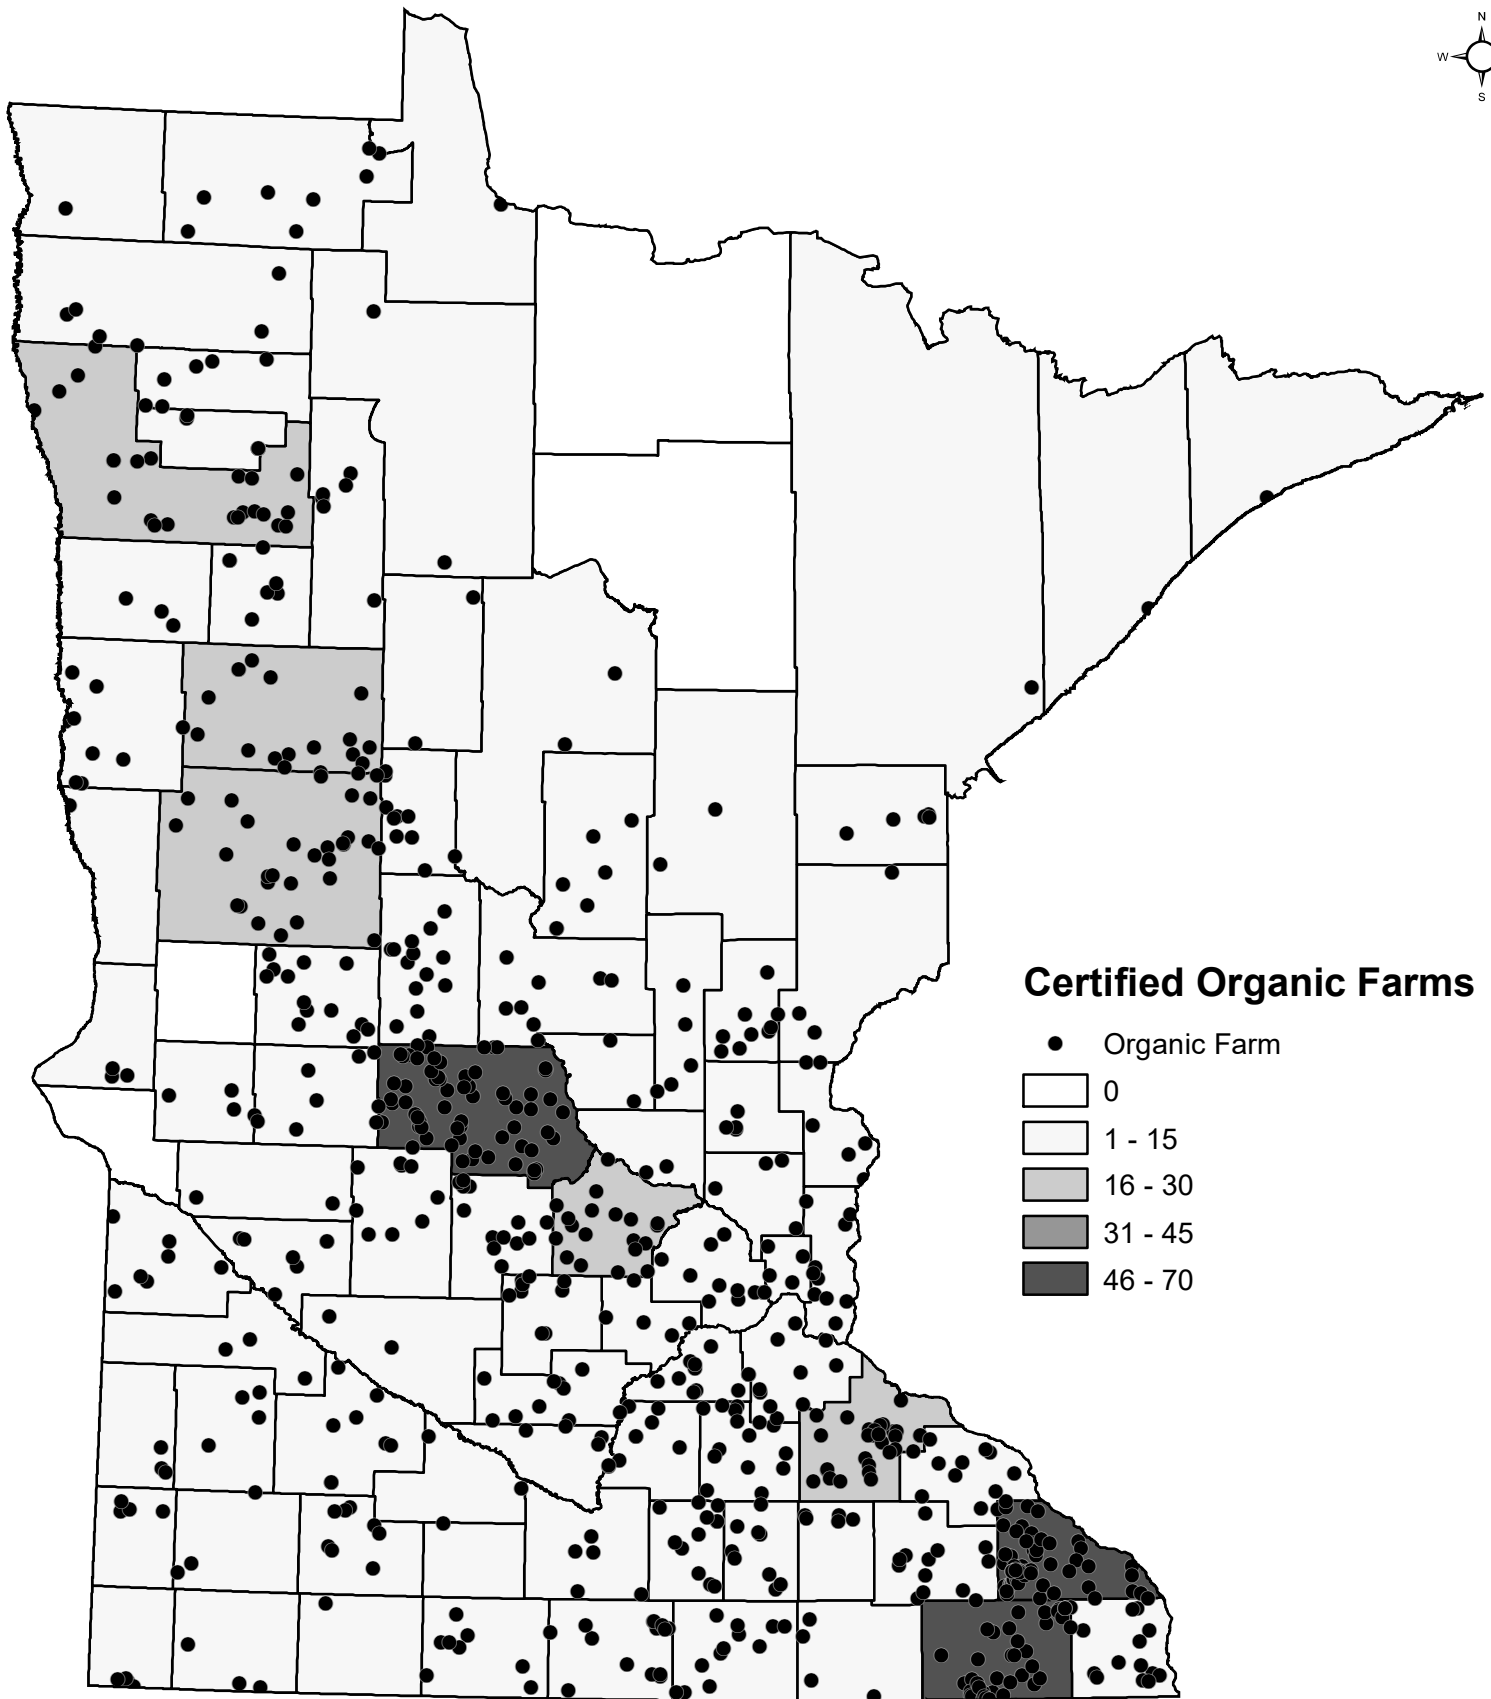 N
W
S
Certified Organic Farms
Organic Farm
0
1 - 15
16 - 30
31 - 45
46 - 70